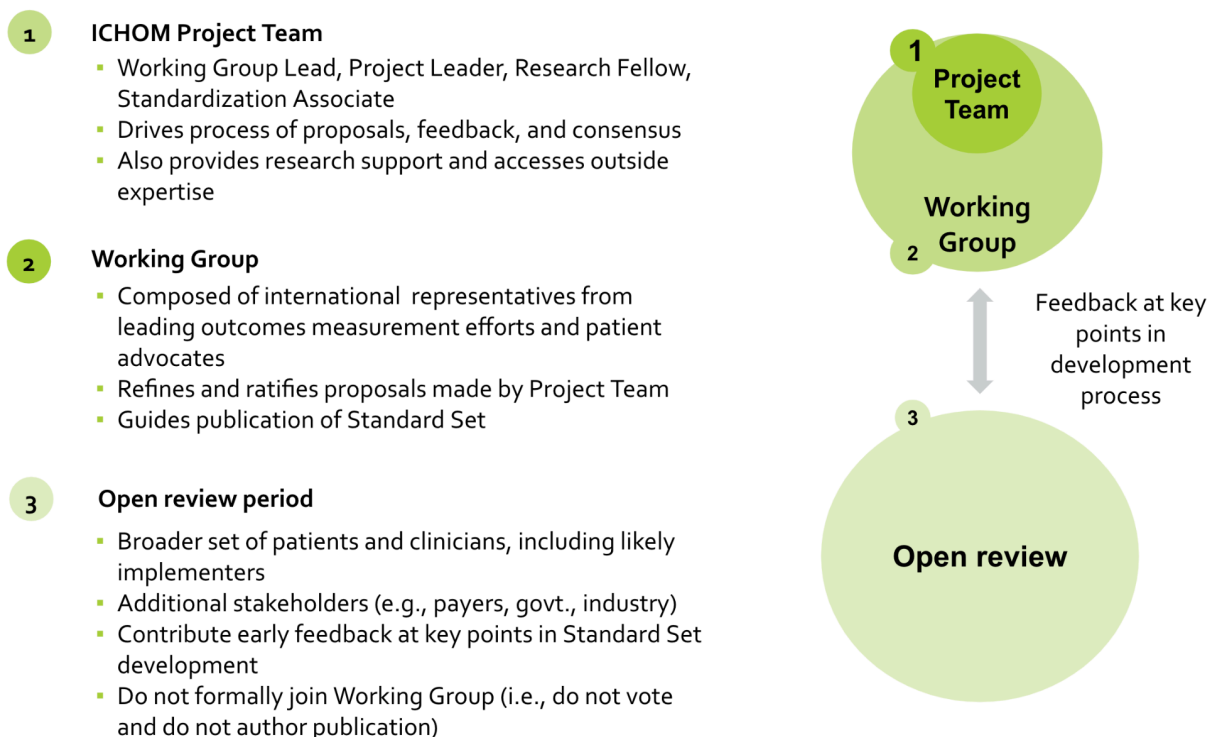 1
ICHOM Project Team
▪ Working Group Lead, Project Leader, Research Fellow,
Standardization Associate
▪ Drives process of proposals, feedback, and consensus
▪ Also provides research support and accesses outside
expertise
2
Working Group
▪ Composed of international  representatives from
leading outcomes measurement efforts and patient
advocates
▪ Refines and ratifies proposals made by Project Team
▪ Guides publication of Standard Set
3
Open review period
▪ Broader set of patients and clinicians, including likely
implementers
▪ Additional stakeholders (e.g., payers, govt., industry)
▪ Contribute early feedback at key points in Standard Set
development
▪ Do not formally join Working Group (i.e., do not vote
and do not author publication)
1
Project
Team
Working
Group
2
Feedback at key
points in
development
process
3
Open review